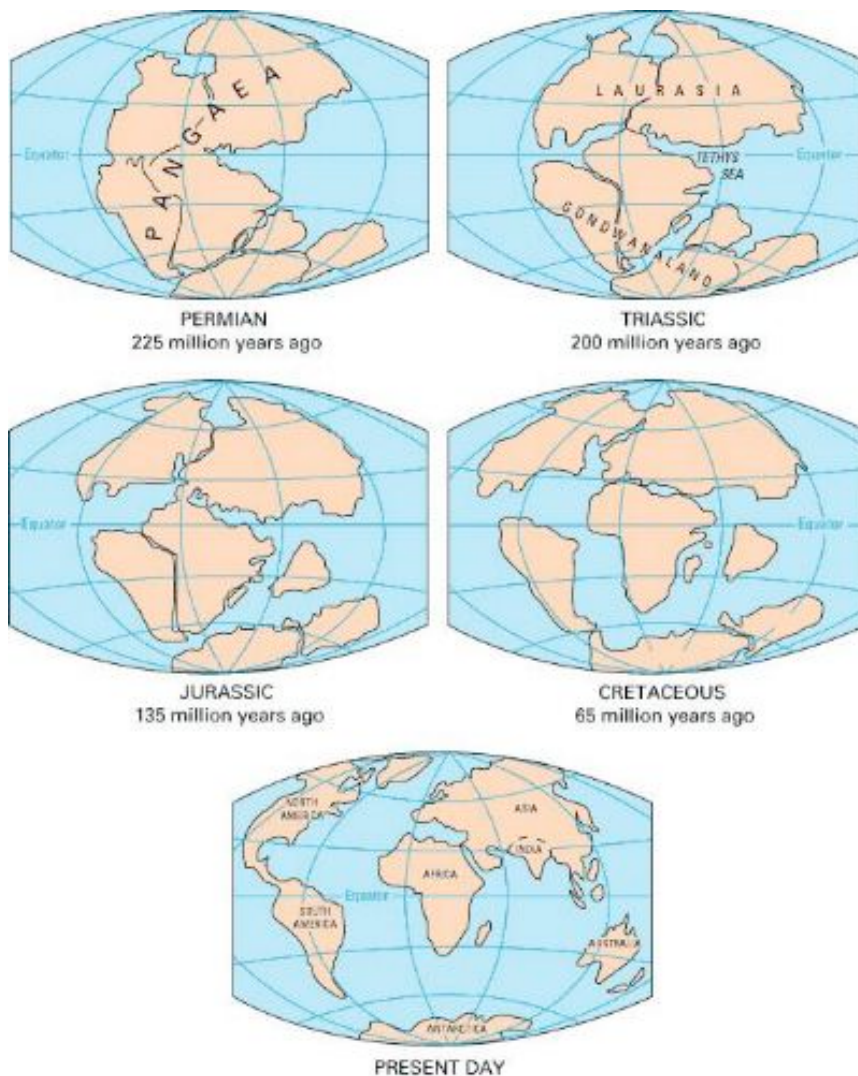 PANGAEA
Equator
PERMIAN
225 million years ago
LAURASIA
TETHYS
SEA
Equator
GONDWANALAND
TRIASSIC
200 million years ago
Equator
JURASSIC
135 million years ago
Equator
CRETACEOUS
65 million years ago
NORTH
AMERICA
ASIA
INDIA
AFRICA
Equator
SOUTH
AMERICA
AUSTRALIA
ANTARCTICA
PRESENT DAY